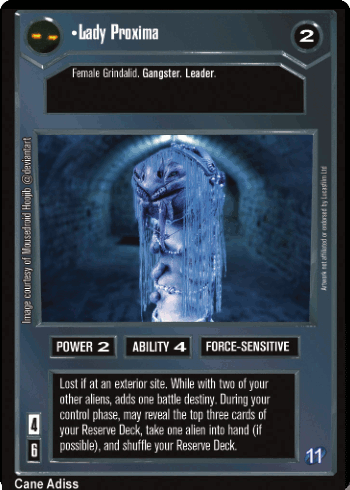 •Lady Proxima
2
Female Grindalid. Gangster. Leader.
Image courtesy of Mousedroid Hoojib @ deviantart
Artwork not affiliated or endorsed by Lucasfilm Ltd
POWER 2
ABILITY 4
FORCE-SENSITIVE
Lost if at an exterior site. While with two of your
other aliens, adds one battle destiny. During your
control phase, may reveal the top three cards of
your Reserve Deck, take one alien into hand (if
possible), and shuffle your Reserve Deck.
4
6
11
Cane Adiss